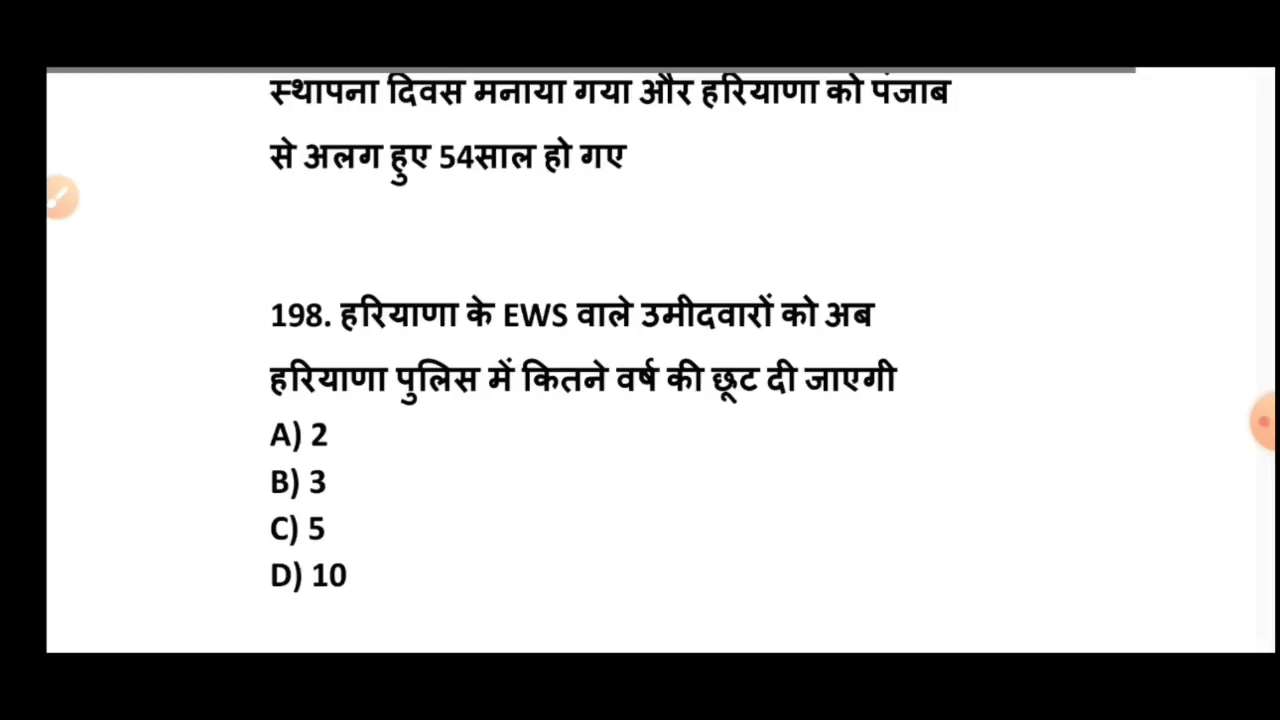 स्थापना दिवस मनाया गया और हरियाणा को पंजाब
से अलग हुए 54साल हो गए
198. हरियाणा के EWS वाले उमीदवारों को अब
हरियाणा पुलिस में कितने वर्ष की छूट दी जाएगी
A) 2
B) 3
C) 5
D) 10